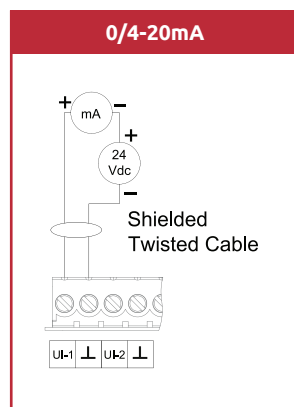 0/4-20mA
+ mA −
+
24
Vdc
−
Shielded
Twisted Cable
UI-1 ⊥ UI-2 ⊥